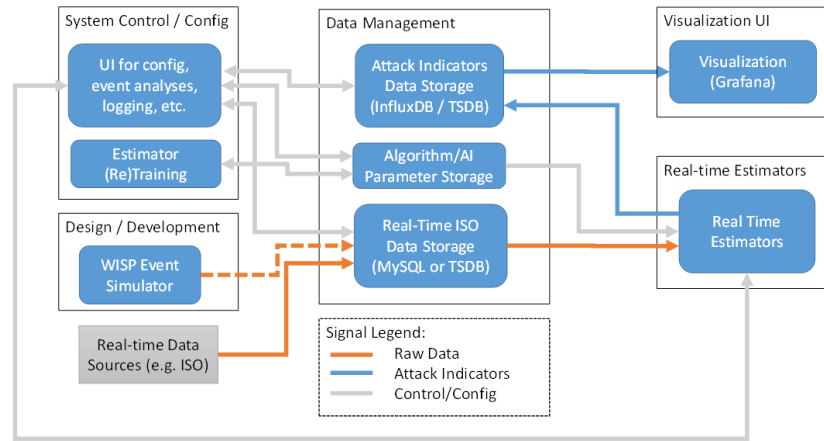 System Control / Config
UI for config,
event analyses,
logging, etc.
Estimator
(Re)Training
Design / Development
WISP Event
Simulator
Real-time Data
Sources (e.g. ISO)
Data Management
Attack Indicators
Data Storage
(InfluxDB / TSDB)
Algorithm/AI
Parameter Storage
Real-Time ISO
Data Storage
(MySQL or TSDB)
Signal Legend:
Raw Data
Attack Indicators
Control/Config
Visualization UI
Visualization
(Grafana)
Real-time Estimators
Real Time
Estimators